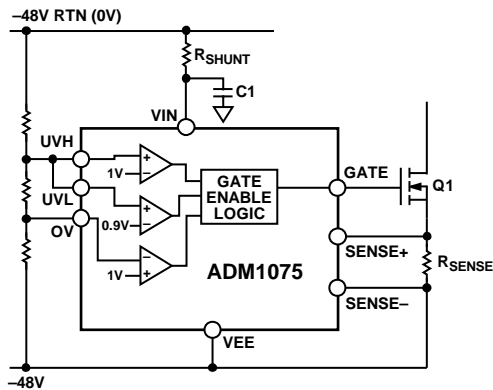 –48V RTN (0V)
RSHUNT
C1
VIN
UVH
1V
UVL
0.9V
OV
1V
GATE
ENABLE
LOGIC
GATE
Q1
SENSE+
RSENSE
SENSE–
ADM1075
VEE
–48V